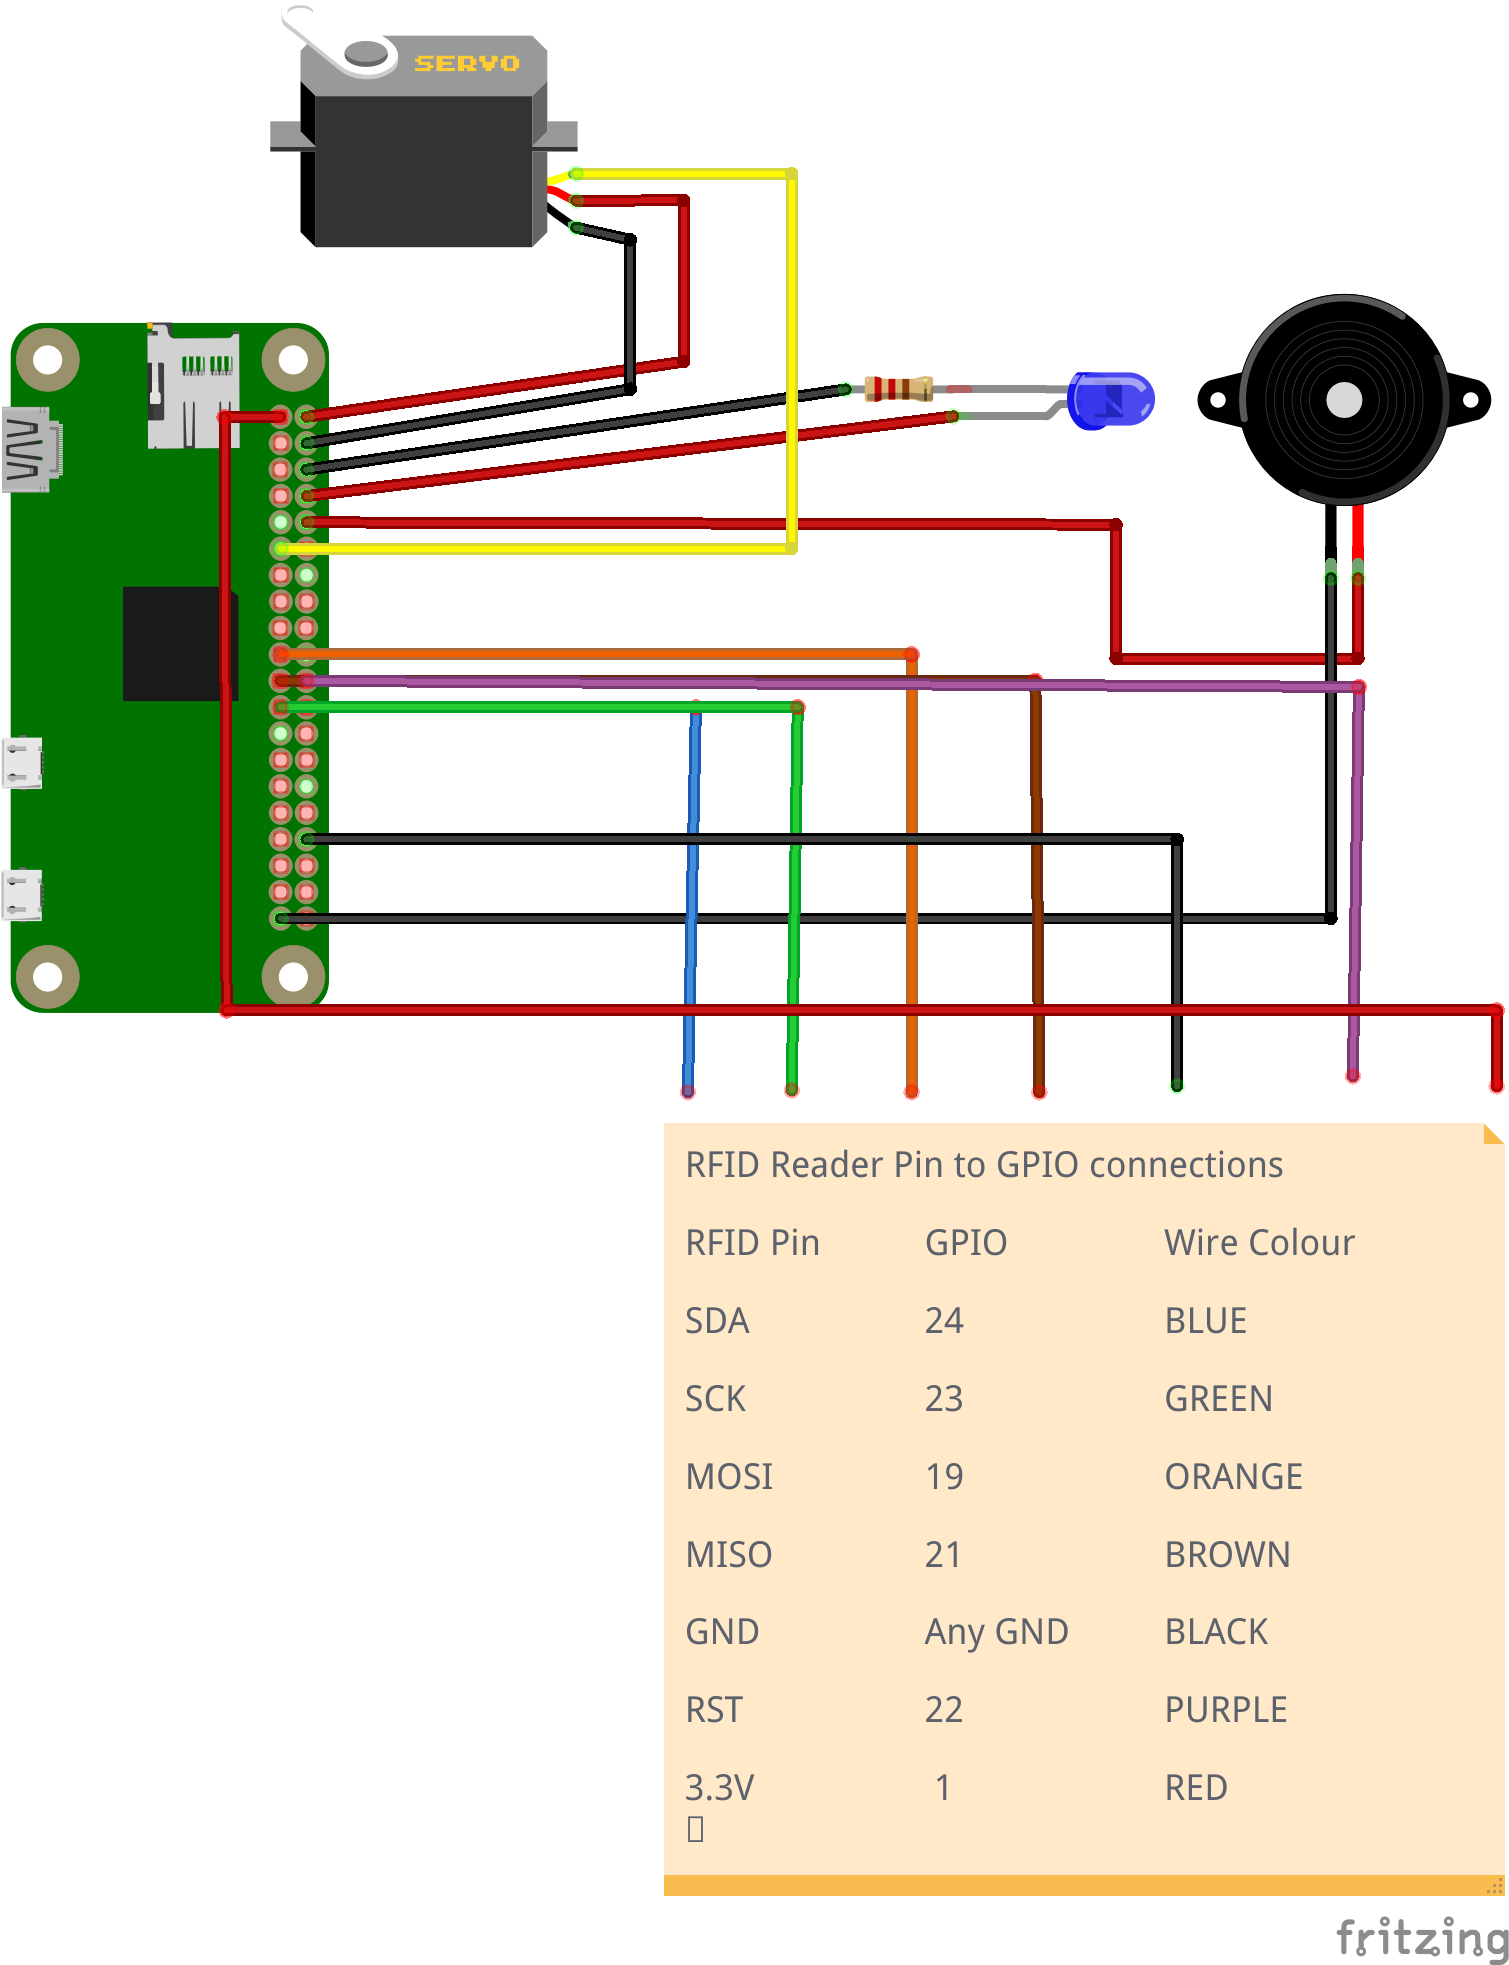 SERVO
RFID Reader Pin to GPIO connections
RFID Pin GPIO Wire Colour
SDA 24 BLUE
SCK 23 GREEN
MOSI 19 ORANGE
MISO 21 BROWN
GND Any GND BLACK
RST 22 PURPLE
3.3V 1 RED
fritzing